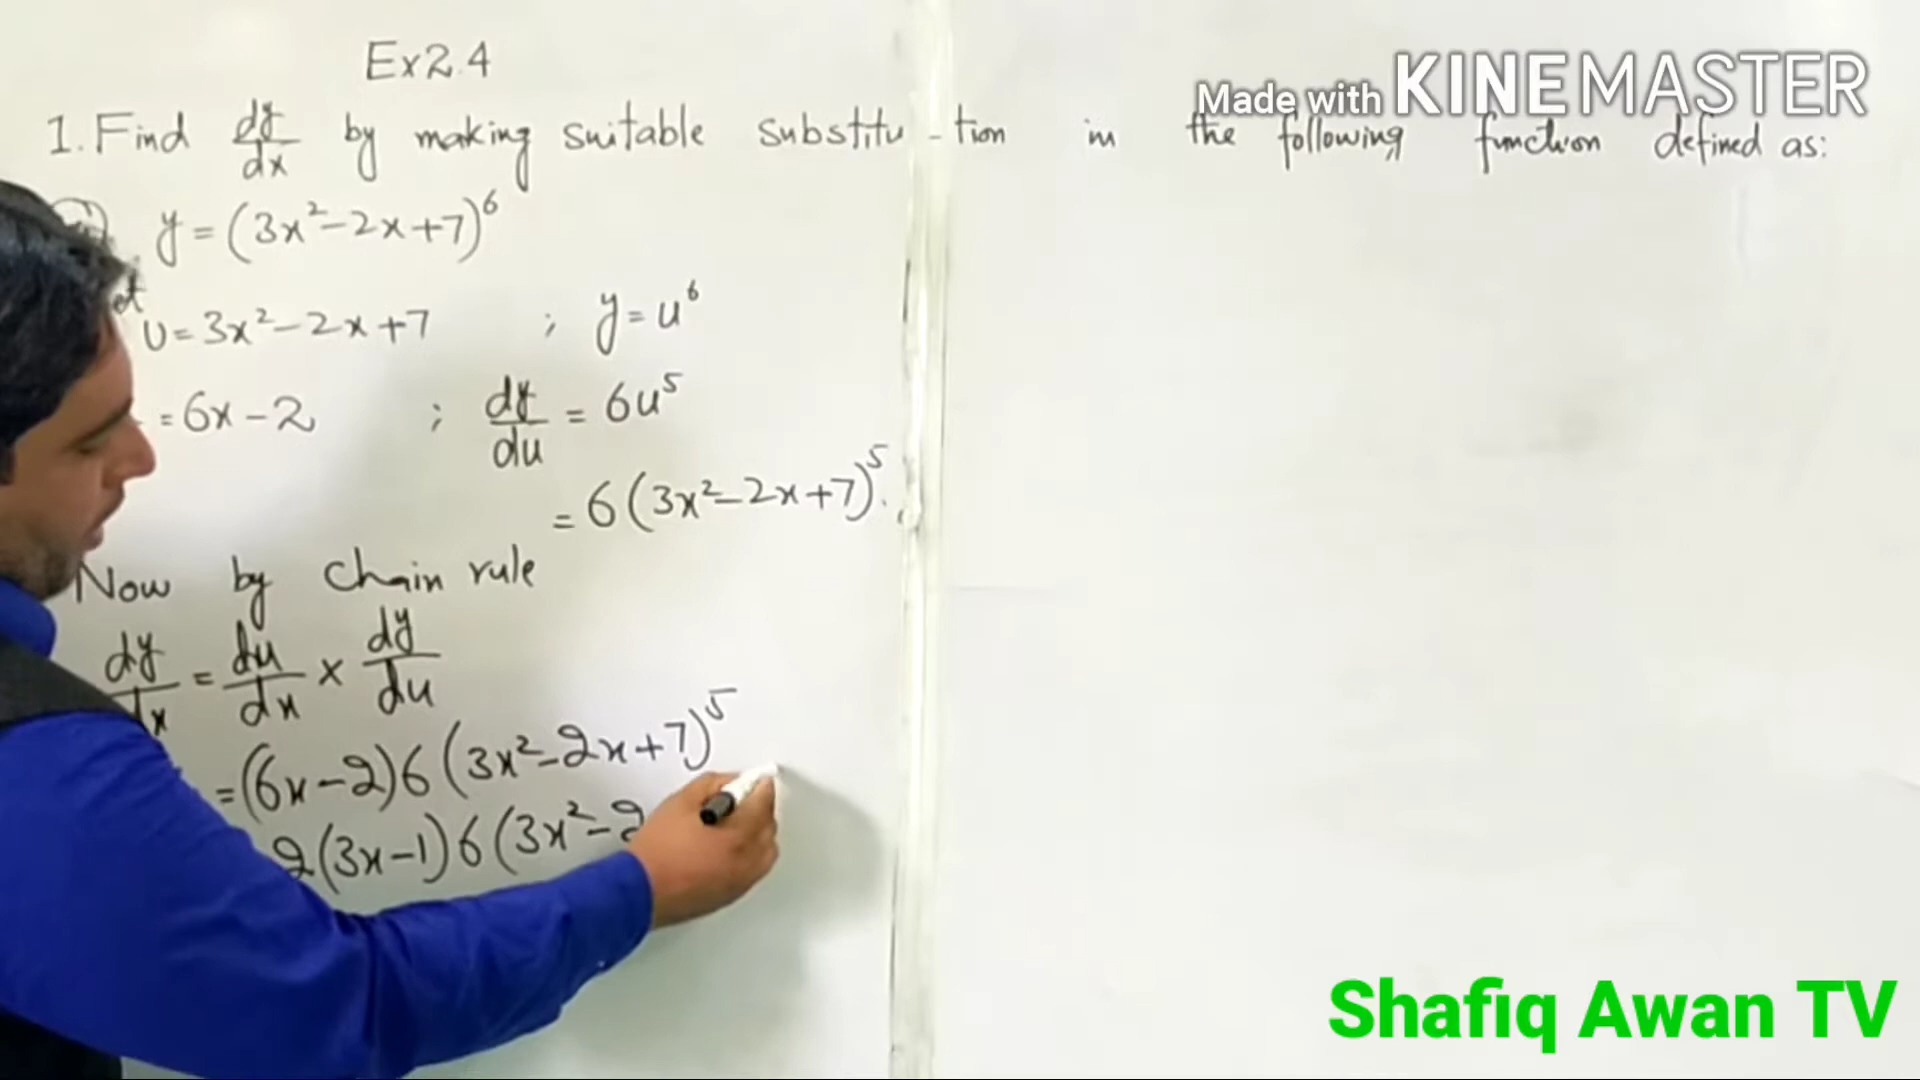 Ex 2.4
Made with KINEMASTER
1. Find dy/dx by making suitable substitu-tion in the following function defined as:
y = (3x²-2x+7)⁶
u = 3x²-2x+7 ; y = u⁶
= 6x-2 ; dy/du = 6u⁵
= 6(3x²-2x+7)⁵
Now by Chain rule
dy/dx = du/dx × dy/du
= (6x-2)6(3x²-2x+7)⁵
2(3x-1)6(3x²-2
Shafiq Awan TV